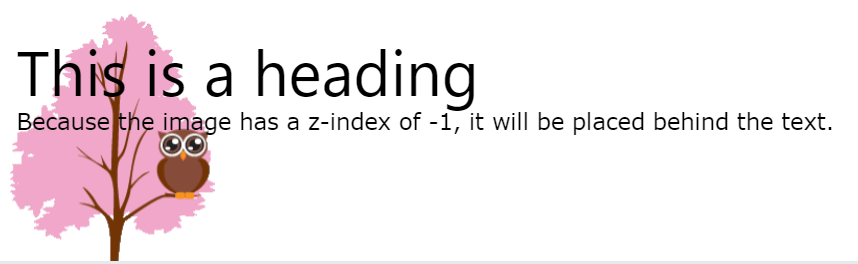 This is a heading
Because the image has a z-index of -1, it will be placed behind the text.